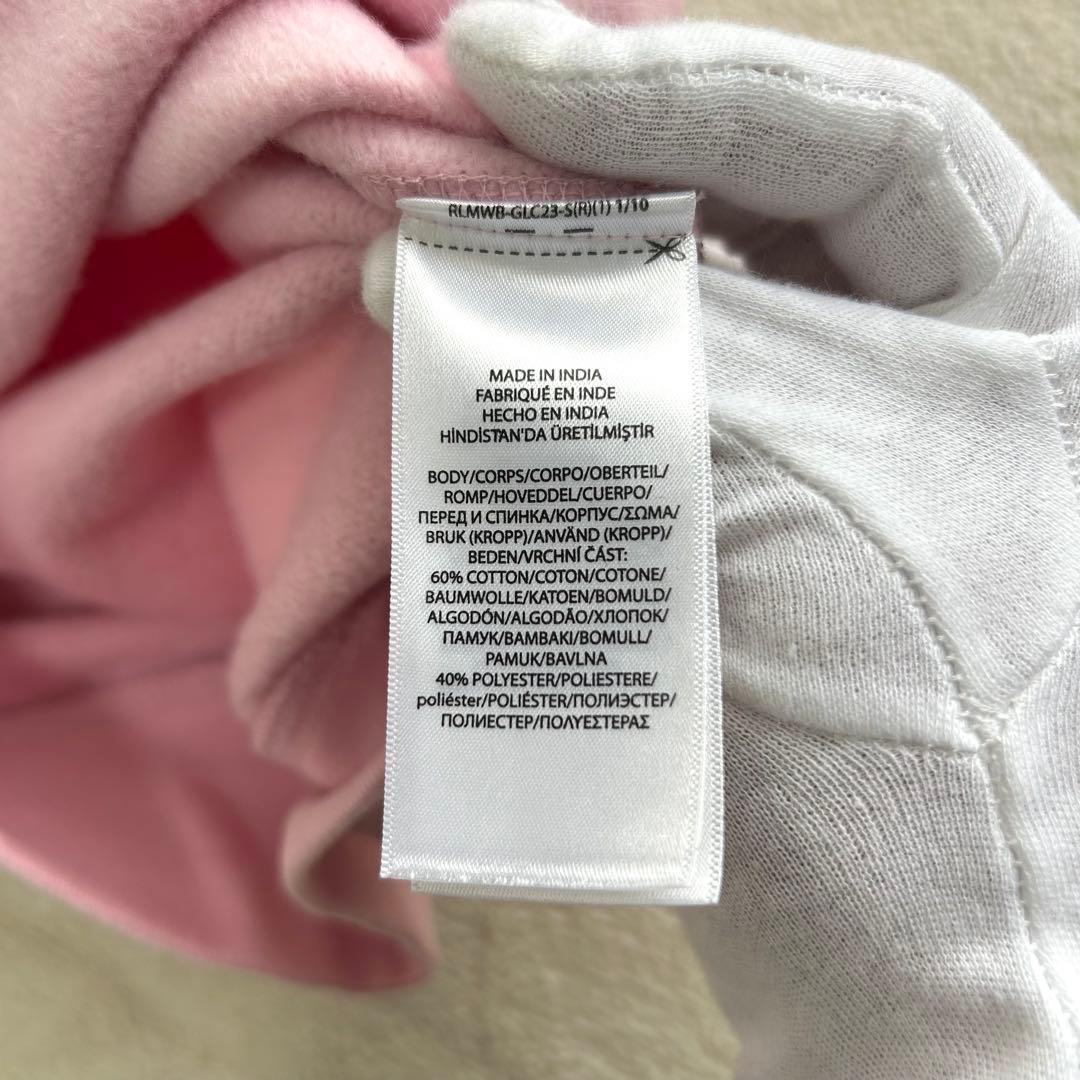 RLMWB-GLC23-S(R)(1) 1/10
MADE IN INDIA
FABRIQUÉ EN INDE
HECHO EN INDIA
HİNDİSTAN'DA ÜRETİLMİŞTİR
BODY/CORPS/CORPO/OBERTEIL/
ROMP/HOVEDDEL/CUERPO/
ПЕРЕД И СПИНКА/КОРПУС/ΣΩΜΑ/
BRUK (KROPP)/ANVÄND (KROPP)/
BEDEN/VRCHNÍ ČÁST:
60% COTTON/COTON/COTONE/
BAUMWOLLE/KATOEN/BOMULD/
ALGODÓN/ALGODÃO/ХЛОПОК/
ПАМУК/ΒΑΜΒΑΚΙ/BOMULL/
PAMUK/BAVLNA
40% POLYESTER/POLIESTERE/
poliéster/POLIÉSTER/ПОЛИЭСТЕР/
ПОЛИЕСТЕР/ΠΟΛΥΕΣΤΕΡΑΣ